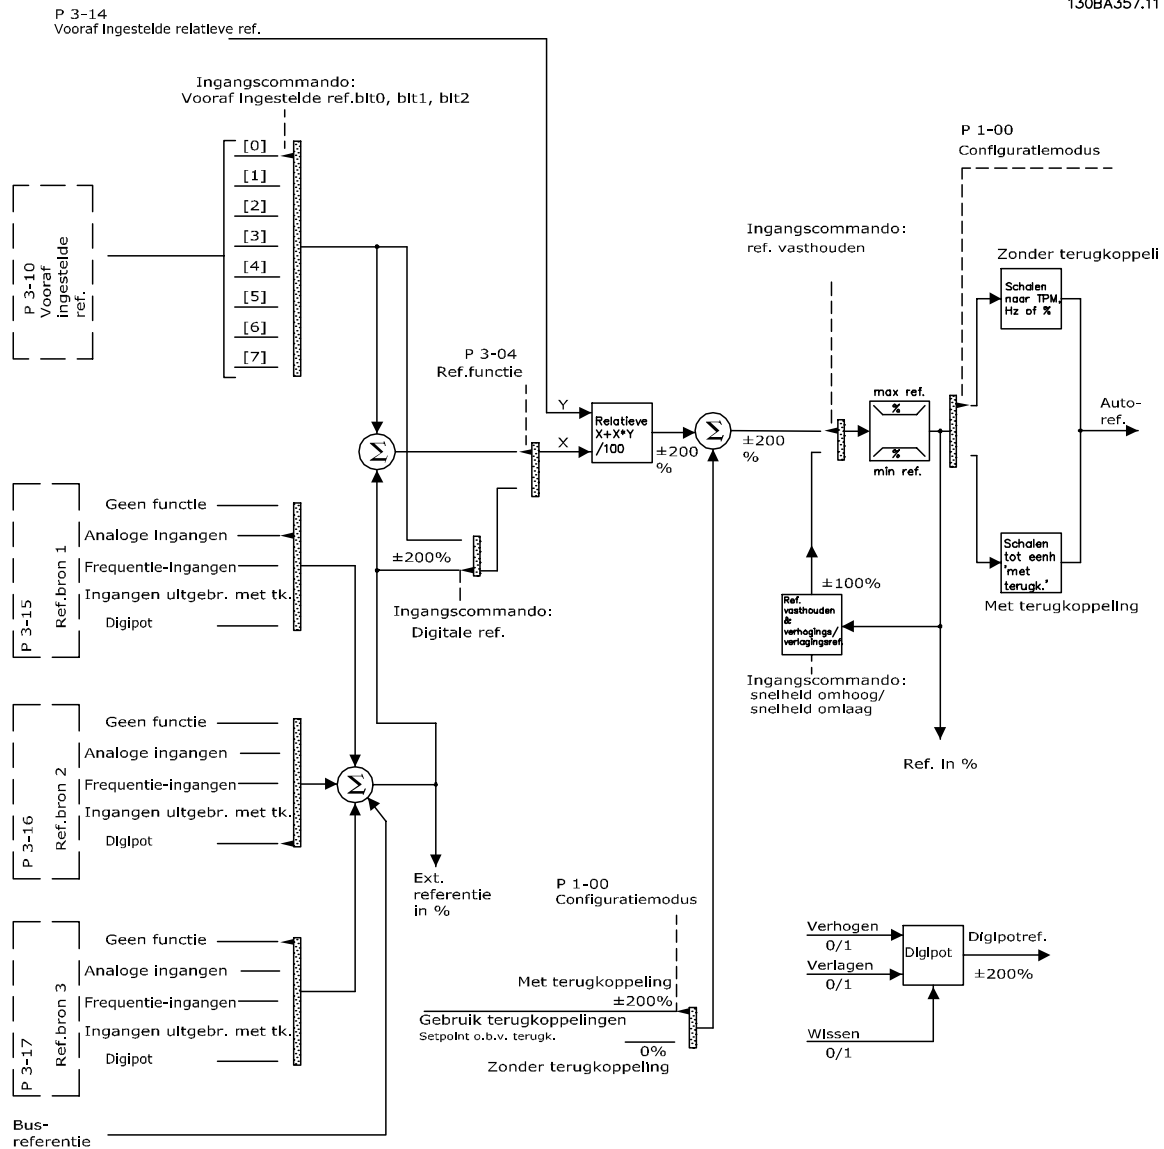 130BA357.11
P 3-14
Vooraf Ingestelde relatieve ref.
Ingangscommando:
Vooraf Ingestelde ref.bit0, bit1, bit2
[0]
[1]
[2]
[3]
[4]
[5]
[6]
[7]
P 3-10
Vooraf
ingestelde
ref.
P 1-00
Configuratiemodus
Ingangscommando:
ref. vasthouden
Zonder terugkoppeli
Schalen
naar TPM,
Hz of %
P 3-04
Ref.functie
Y
X
Relatieve
X+X*Y
/100
±200
%
Σ
±200
%
max ref.
%
%
min ref.
Auto-
ref.
Σ
Schalen
tot eenh
'met
terugk.'
Met terugkoppeling
±200%
Ingangscommando:
Digitale ref.
±100%
Ref.
vasthouden
&
verhogings/
verlagingsref.
Ingangscommando:
snelheid omhoog/
snelheid omlaag
Ref. In %
P 3-15
Ref.bron 1
Geen functie
Analoge Ingangen
Frequentie-Ingangen
Ingangen uitgebr. met tk.
Digipot
P 3-16
Ref.bron 2
Geen functie
Analoge ingangen
Frequentie-ingangen
Ingangen uitgebr. met tk.
DigIpot
Σ
Ext.
referentie
in %
P 3-17
Ref.bron 3
Geen functie
Analoge ingangen
Frequentie-ingangen
Ingangen uitgebr. met tk.
Digipot
Bus-
referentie
P 1-00
Configuratiemodus
Met terugkoppeling
±200%
Gebruik terugkoppelingen
Setpoint o.b.v. terugk.
0%
Zonder terugkoppeling
Verhogen
0/1
Verlagen
0/1
Wissen
0/1
DigIpot
DigIpotref.
±200%